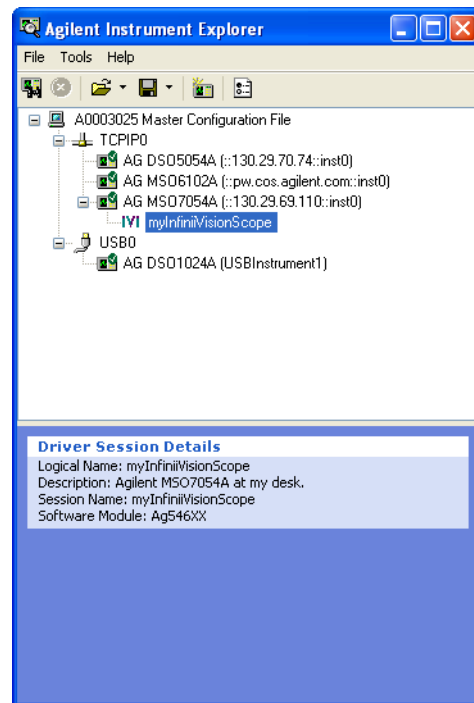 Agilent Instrument Explorer
File Tools Help
A0003025 Master Configuration File
TCPIP0
AG DSO5054A (::130.29.70.74::inst0)
AG MSO6102A (::pw.cos.agilent.com::inst0)
AG MSO7054A (::130.29.69.110::inst0)
IVI myInfiniiVisionScope
USB0
AG DSO1024A (USBInstrument1)
Driver Session Details
Logical Name: myInfiniiVisionScope
Description: Agilent MSO7054A at my desk.
Session Name: myInfiniiVisionScope
Software Module: Ag546XX